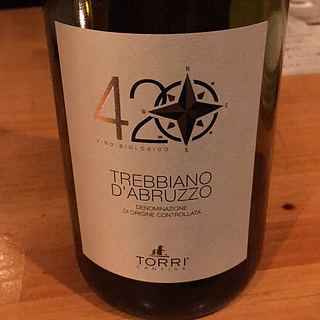 420
N
W
E
S
VINO BIOLOGICO
TREBBIANO
D'ABRUZZO
DENOMINAZIONE
DI ORIGINE CONTROLLATA
TORRI
CANTINE